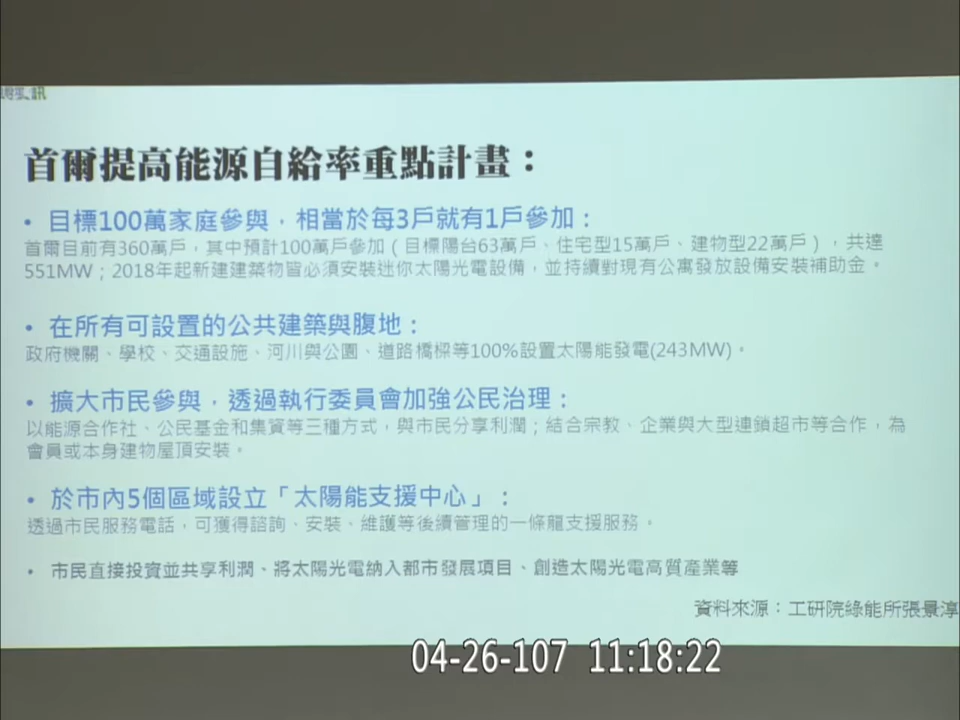 首爾提高能源自給率重點計畫：
• 目標100萬家庭參與，相當於每3戶就有1戶參加：
首爾目前有360萬戶，其中預計100萬戶參加（目標陽台63萬戶、住宅型15萬戶、建物型22萬戶），共達
551MW；2018年起新建建築物皆必須安裝迷你太陽光電設備，並持續對現有公寓發放設備安裝補助金。
• 在所有可設置的公共建築與腹地：
政府機關、學校、交通設施、河川與公園、道路橋樑等100%設置太陽能發電(243MW)。
• 擴大市民參與，透過執行委員會加強公民治理：
以能源合作社、公民基金和集資等三種方式，與市民分享利潤；結合宗教、企業與大型連鎖超市等合作，為
會員或本身建物屋頂安裝。
• 於市內5個區域設立「太陽能支援中心」：
透過市民服務電話，可獲得諮詢、安裝、維護等後續管理的一條龍支援服務。
• 市民直接投資並共享利潤、將太陽光電納入都市發展項目、創造太陽光電高質產業等
資料來源：工研院綠能所張景淳
04-26-107 11:18:22